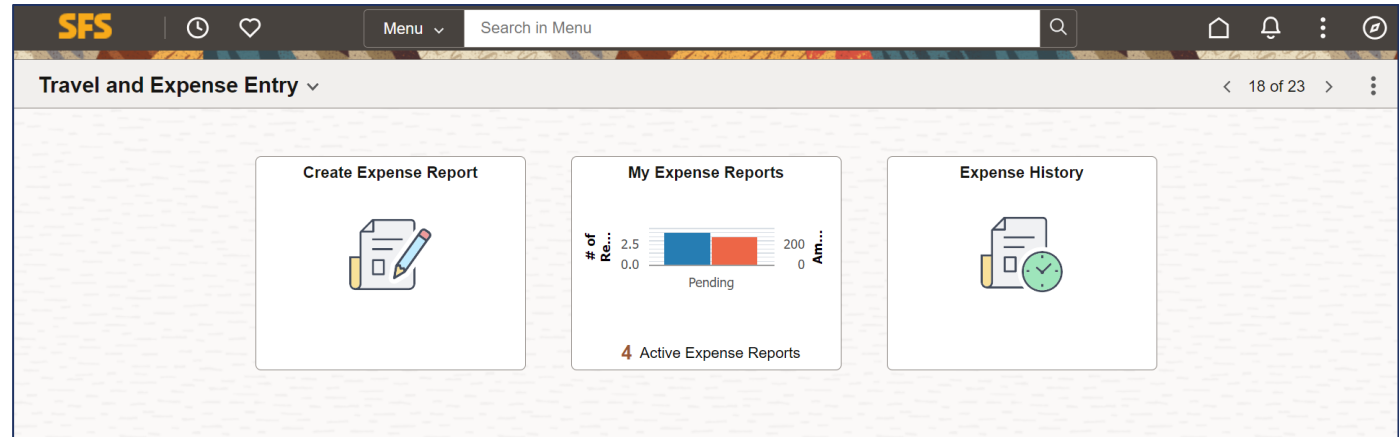 SFS
Menu
Search in Menu
Travel and Expense Entry
18 of 23
Create Expense Report
My Expense Reports
# of
Re...
2.5
0.0
200
0
Am...
Pending
4 Active Expense Reports
Expense History